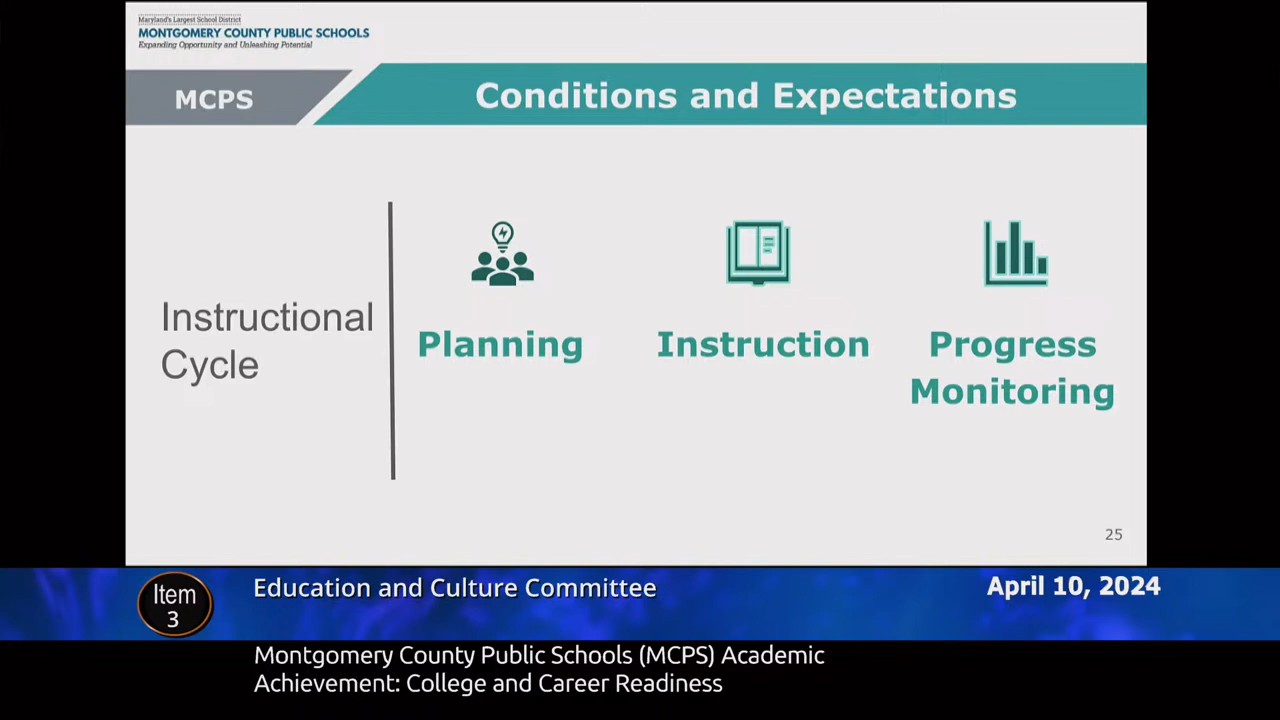 Maryland's Largest School District
MONTGOMERY COUNTY PUBLIC SCHOOLS
Expanding Opportunity and Unleashing Potential
MCPS
Conditions and Expectations
Instructional
Cycle
Planning
Instruction
Progress
Monitoring
25
Item
3
Education and Culture Committee
April 10, 2024
Montgomery County Public Schools (MCPS) Academic
Achievement: College and Career Readiness